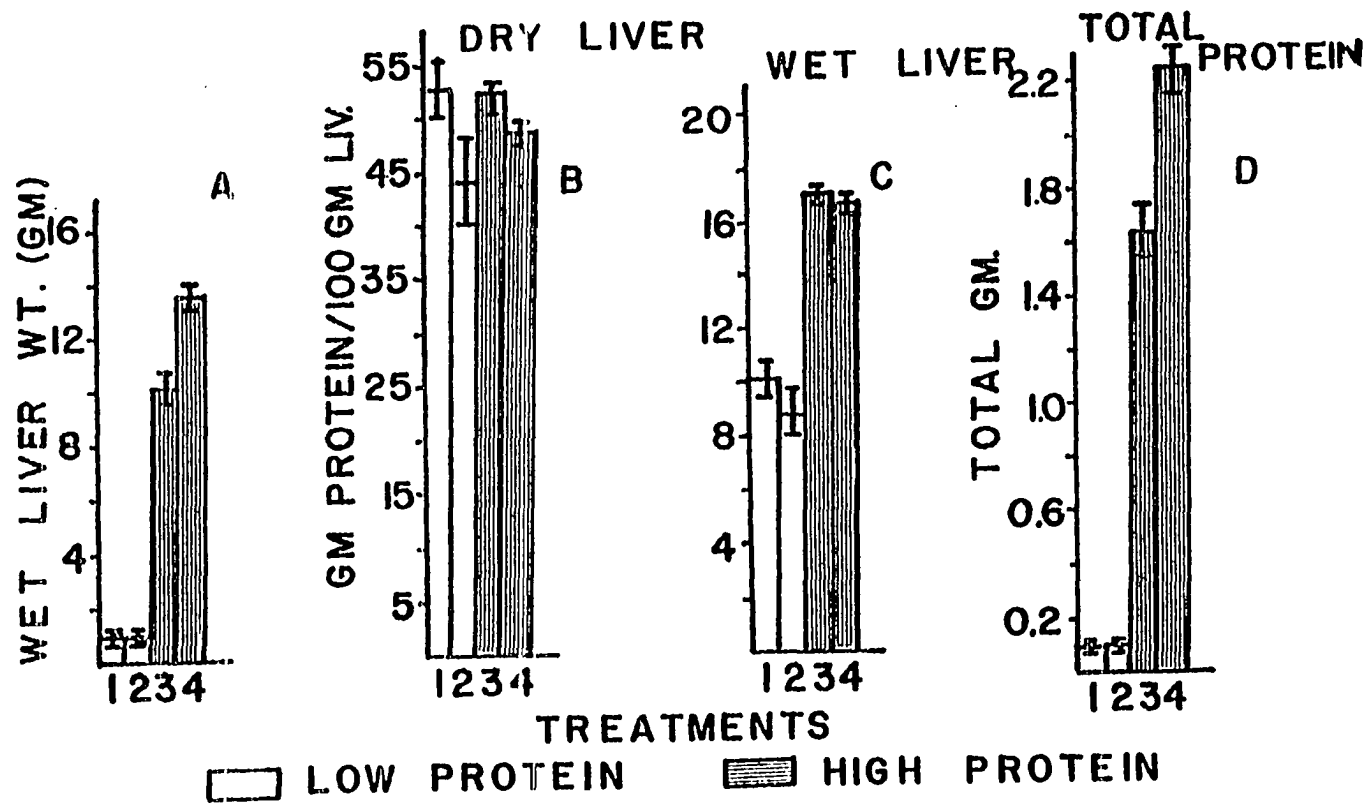 A
WET LIVER WT. (GM)
16
12
8
4
1234
DRY LIVER
B
GM PROTEIN/100 GM LIV.
55
45
35
25
15
5
1234
WET LIVER
C
20
16
12
8
4
1234
TOTAL
PROTEIN
D
TOTAL GM.
2.2
1.8
1.4
1.0
0.6
0.2
1234
TREATMENTS
LOW PROTEIN
HIGH PROTEIN